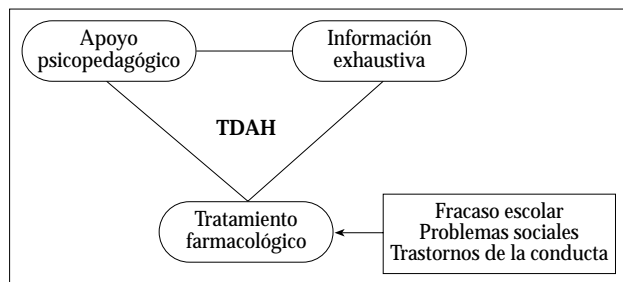 Apoyo
psicopedagógico
Información
exhaustiva
TDAH
Tratamiento
farmacológico
Fracaso escolar
Problemas sociales
Trastornos de la conducta